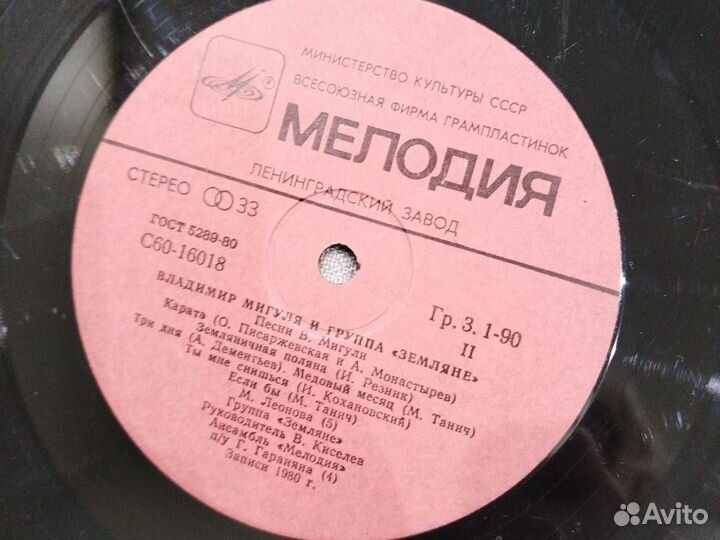 МИНИСТЕРСТВО КУЛЬТУРЫ СССР
ВСЕСОЮЗНАЯ ФИРМА ГРАМПЛАСТИНОК
МЕЛОДИЯ
ЛЕНИНГРАДСКИЙ ЗАВОД
СТЕРЕО 33
ГОСТ 5289-80
С60-16018
Гр. 3. 1-90
II
ВЛАДИМИР МИГУЛЯ И ГРУППА «ЗЕМЛЯНЕ»
Песни В. Мигули
Каратэ (О. Писаржевская и А. Монастырев)
Земляничная поляна (И. Резник)
Три дня (А. Дементьев). Медовый месяц (М. Танич)
Ты мне снишься (И. Кохановский)
Если бы (М. Танич)
М. Леонова (5)
Группа «Земляне»
Руководитель В. Киселев
Ансамбль «Мелодия»
п/у Г. Гараняна (4)
Записи 1980 г.
Avito